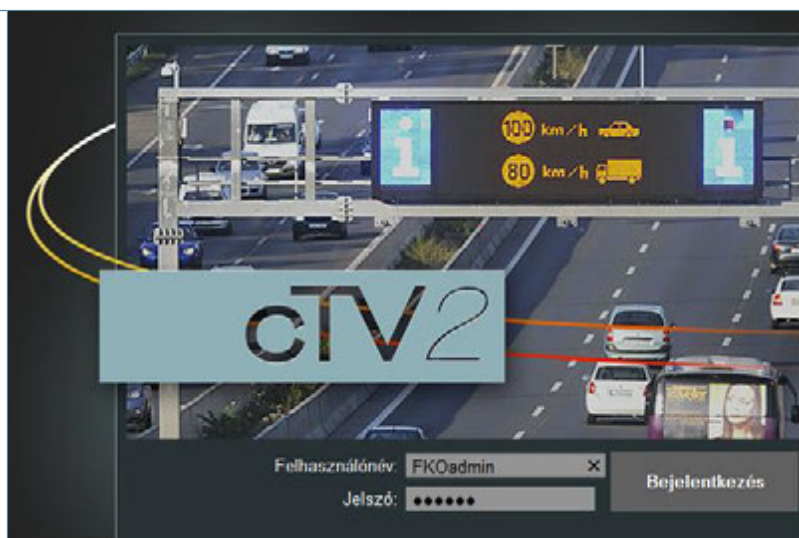 100 km/h
80 km/h
cTV2
Felhasználónév: FKOadmin ×
Jelszó: ●●●●●●
Bejelentkezés